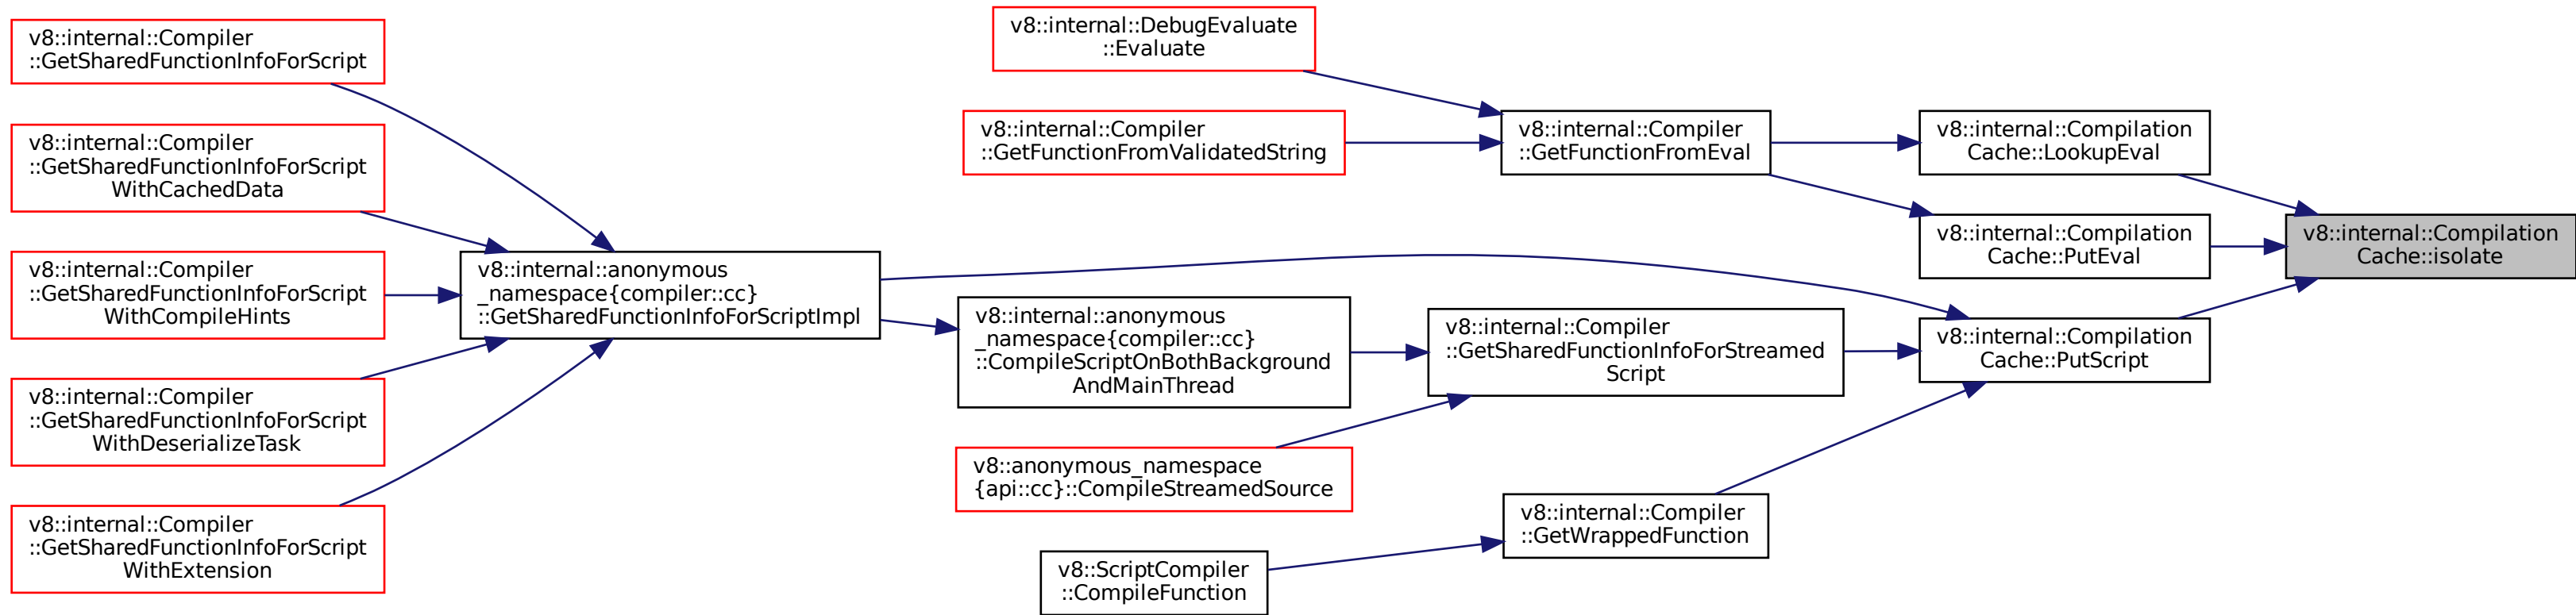 v8::internal::Compiler
::GetSharedFunctionInfoForScript
v8::internal::Compiler
::GetSharedFunctionInfoForScript
WithCachedData
v8::internal::Compiler
::GetSharedFunctionInfoForScript
WithCompileHints
v8::internal::Compiler
::GetSharedFunctionInfoForScript
WithDeserializeTask
v8::internal::Compiler
::GetSharedFunctionInfoForScript
WithExtension
v8::internal::anonymous
_namespace{compiler::cc}
::GetSharedFunctionInfoForScriptImpl
v8::internal::DebugEvaluate
::Evaluate
v8::internal::Compiler
::GetFunctionFromValidatedString
v8::internal::anonymous
_namespace{compiler::cc}
::CompileScriptOnBothBackground
AndMainThread
v8::anonymous_namespace
{api::cc}::CompileStreamedSource
v8::ScriptCompiler
::CompileFunction
v8::internal::Compiler
::GetFunctionFromEval
v8::internal::Compiler
::GetSharedFunctionInfoForStreamed
Script
v8::internal::Compiler
::GetWrappedFunction
v8::internal::Compilation
Cache::LookupEval
v8::internal::Compilation
Cache::PutEval
v8::internal::Compilation
Cache::PutScript
v8::internal::Compilation
Cache::isolate